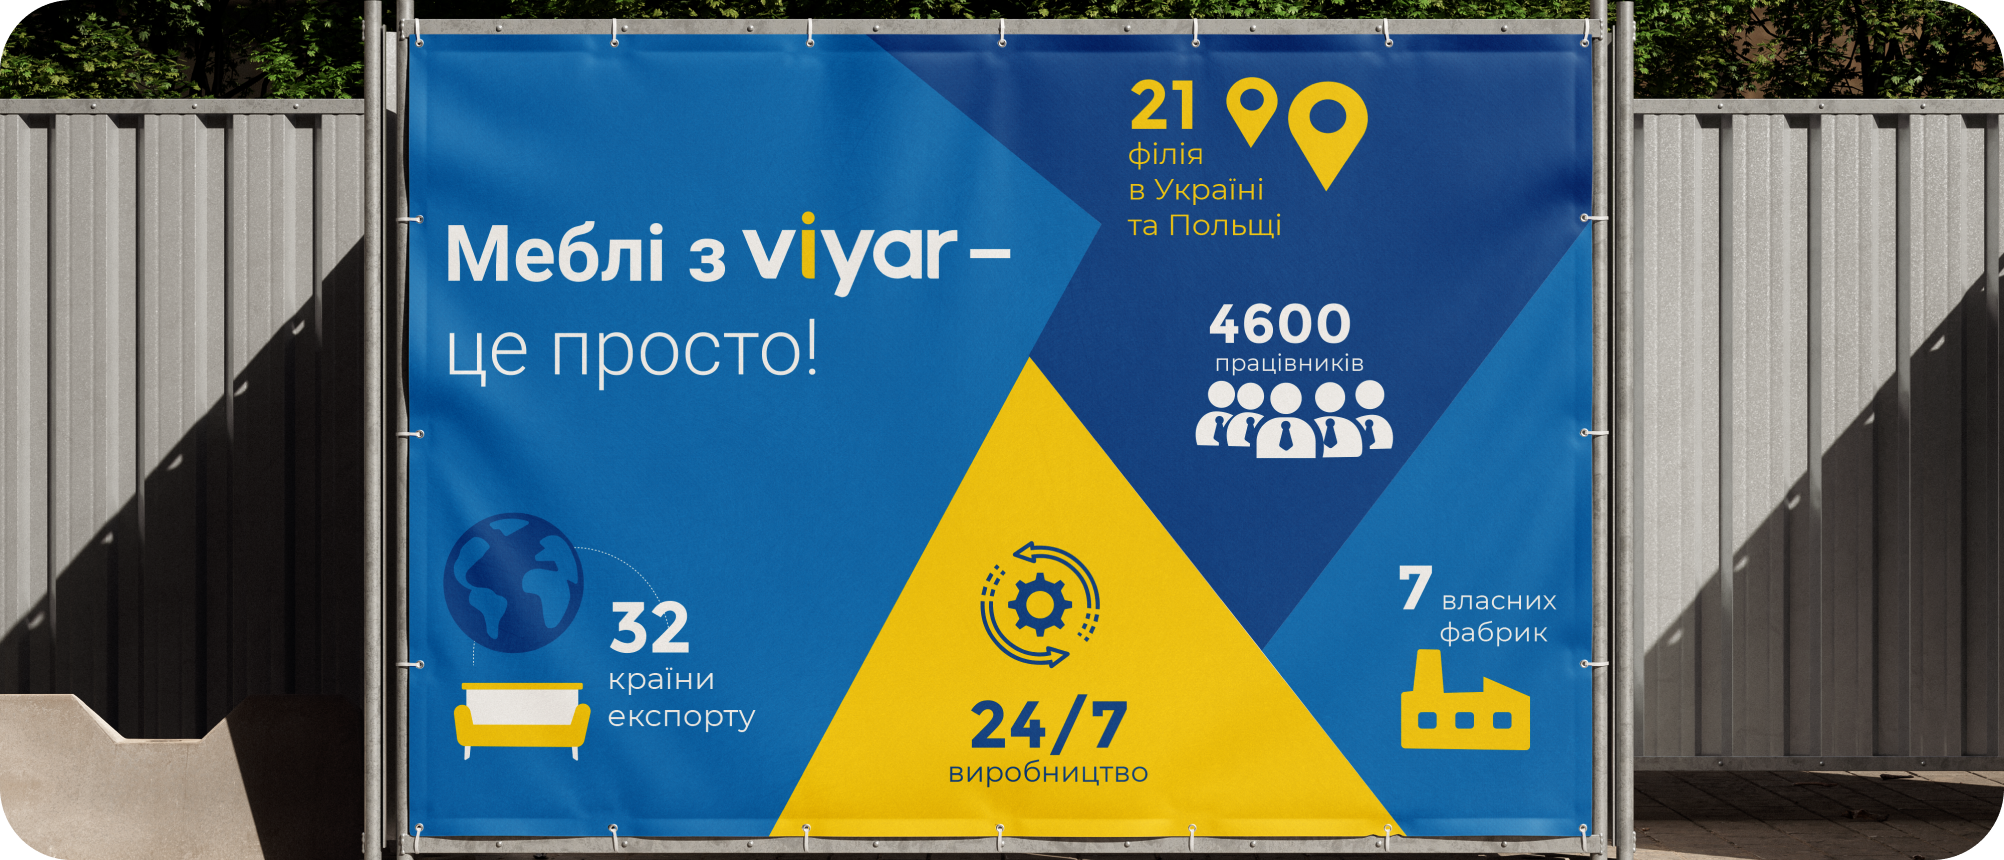 Меблі з viyar –
це просто!
21
філія
в Україні
та Польщі
4600
працівників
32
країни
експорту
24/7
виробництво
7 власних
фабрик